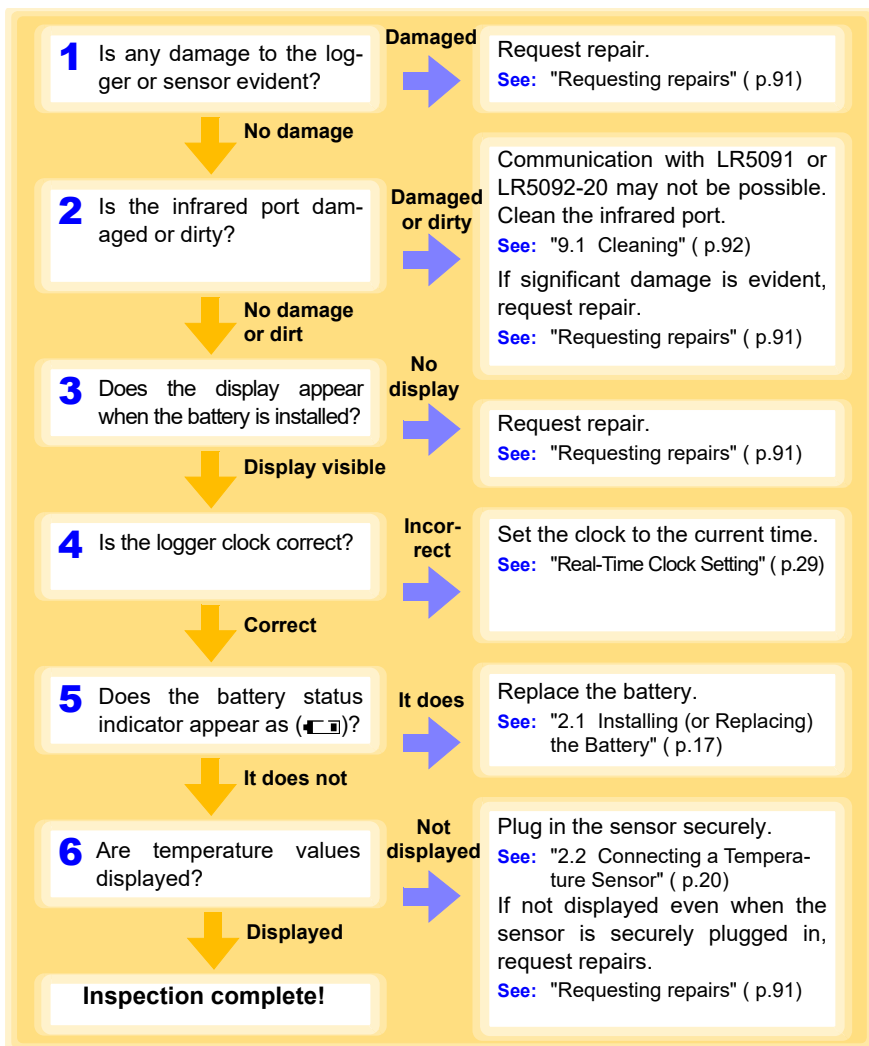 1 Is any damage to the log-
ger or sensor evident?
Damaged
Request repair.
See: "Requesting repairs" ( p.91)
No damage
2 Is the infrared port dam-
aged or dirty?
Damaged
or dirty
Communication with LR5091 or
LR5092-20 may not be possible.
Clean the infrared port.
See: "9.1 Cleaning" ( p.92)
If significant damage is evident,
request repair.
See: "Requesting repairs" ( p.91)
No damage
or dirt
3 Does the display appear
when the battery is installed?
No
display
Request repair.
See: "Requesting repairs" ( p.91)
Display visible
4 Is the logger clock correct?
Incor-
rect
Set the clock to the current time.
See: "Real-Time Clock Setting" ( p.29)
Correct
5 Does the battery status
indicator appear as ( )?
It does
Replace the battery.
See: "2.1 Installing (or Replacing)
the Battery" ( p.17)
It does not
6 Are temperature values
displayed?
Not
displayed
Plug in the sensor securely.
See: "2.2 Connecting a Tempera-
ture Sensor" ( p.20)
If not displayed even when the
sensor is securely plugged in,
request repairs.
See: "Requesting repairs" ( p.91)
Displayed
Inspection complete!